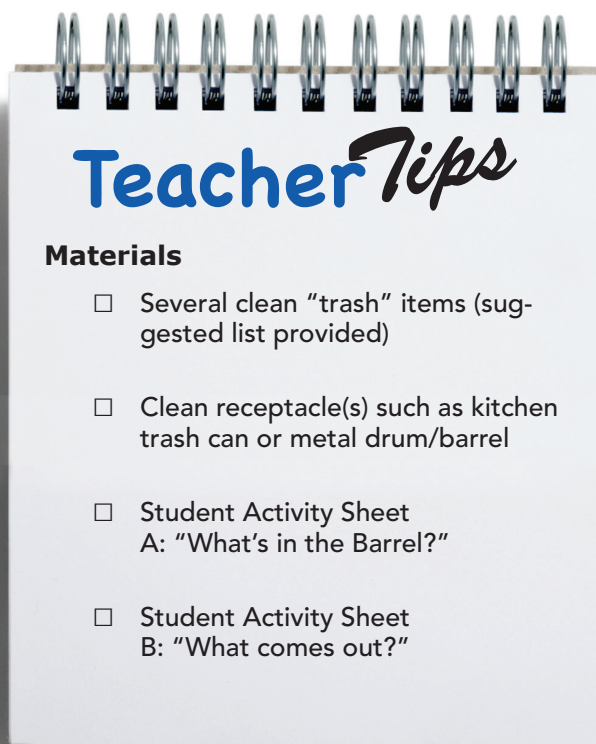 Teacher Tips
Materials
☐ Several clean “trash” items (sug-
gested list provided)
☐ Clean receptacle(s) such as kitchen
trash can or metal drum/barrel
☐ Student Activity Sheet
A: “What’s in the Barrel?”
☐ Student Activity Sheet
B: “What comes out?”